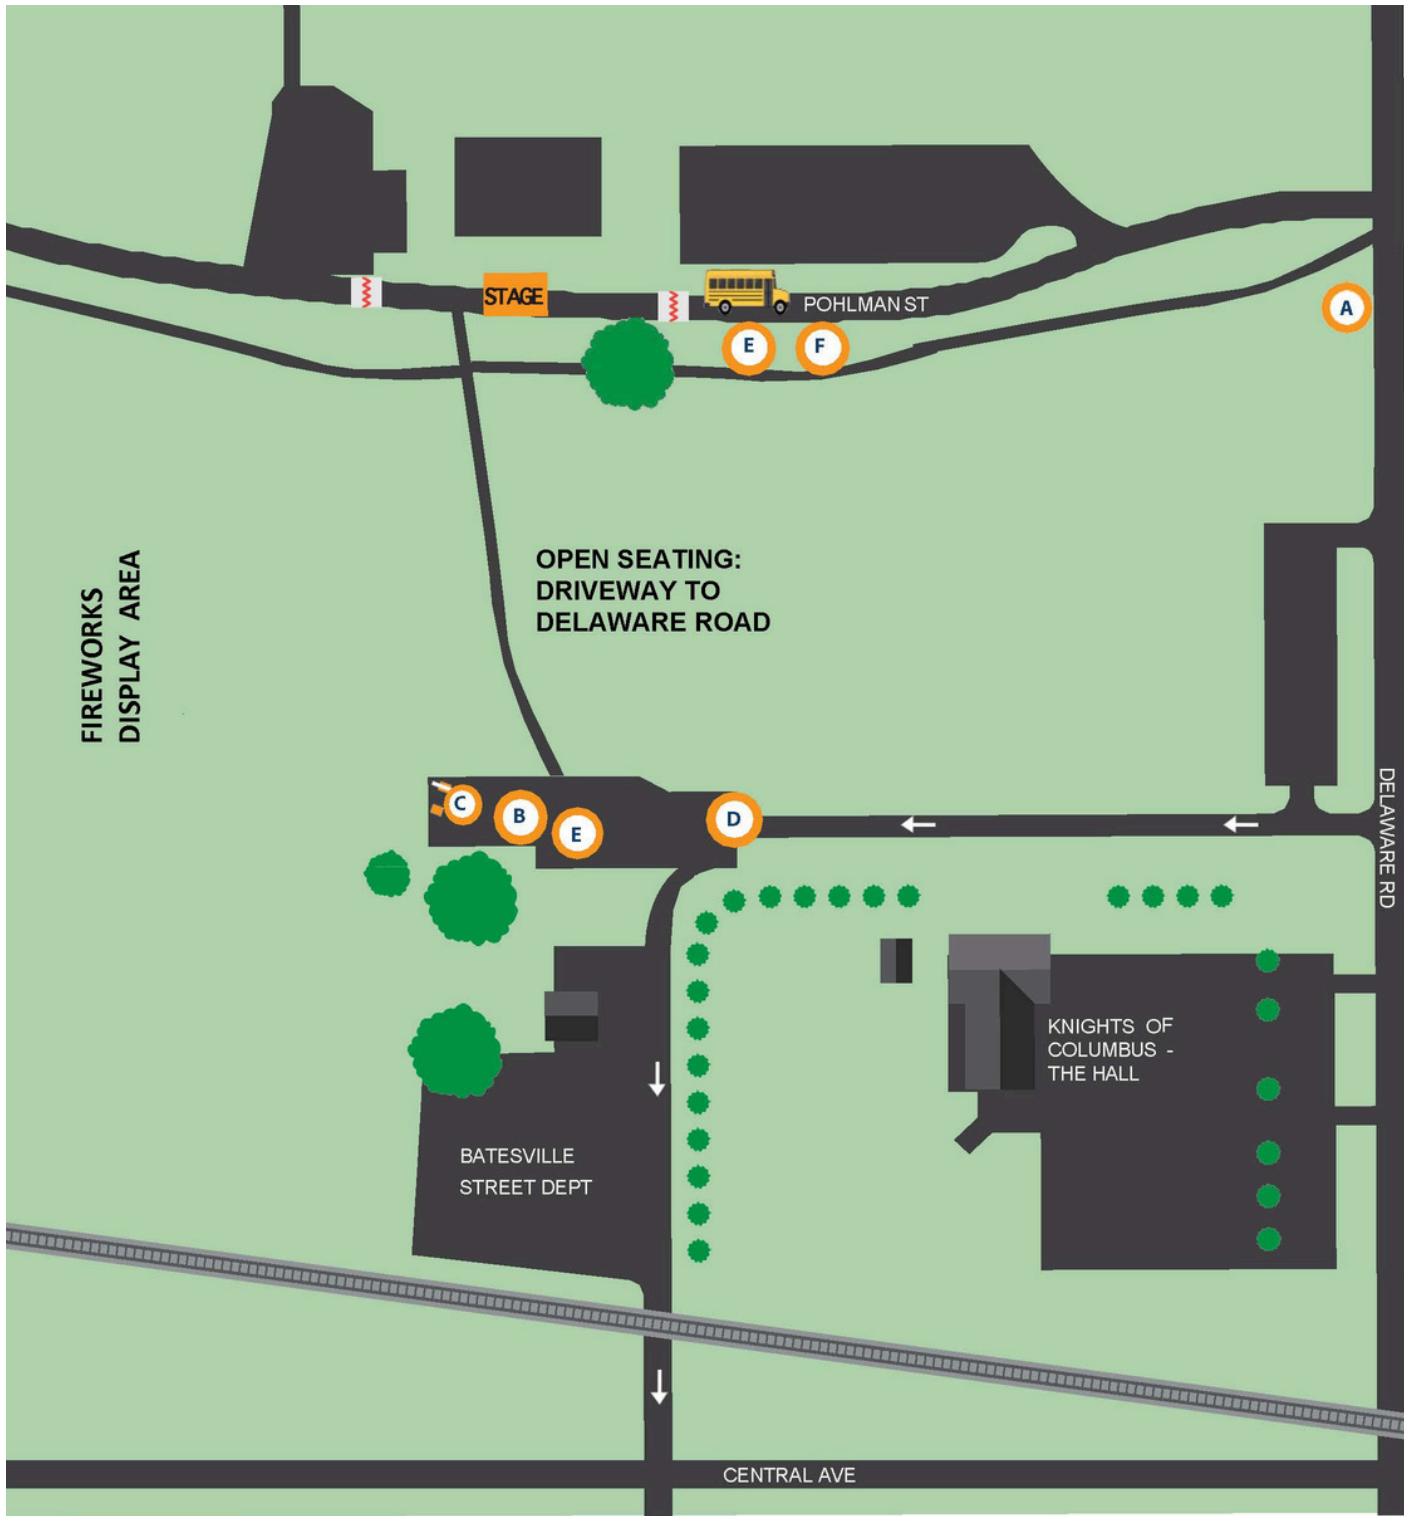 STAGE
POHLMAN ST
A
E
F
OPEN SEATING:
DRIVEWAY TO
DELAWARE ROAD
FIREWORKS
DISPLAY AREA
C
B
E
D
DELAWARE RD
KNIGHTS OF
COLUMBUS -
THE HALL
BATESVILLE
STREET DEPT
CENTRAL AVE